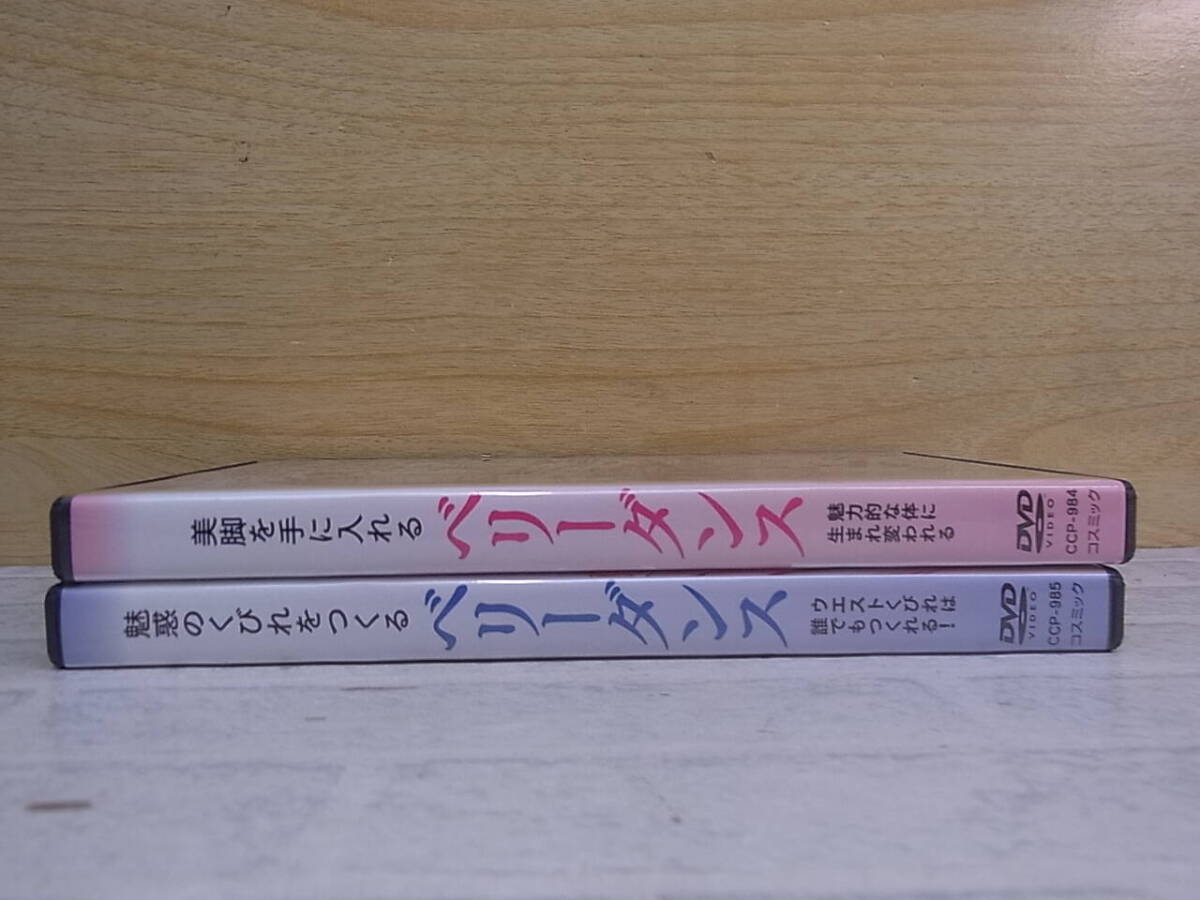 美脚を手に入れる
ベリーダンス
魅力的な体に
生まれ変われる
DVD
VIDEO
CCP-984
コスミック
魅惑のくびれをつくる
ベリーダンス
ウエストくびれは
誰でもつくれる!
DVD
VIDEO
CCP-985
コスミック